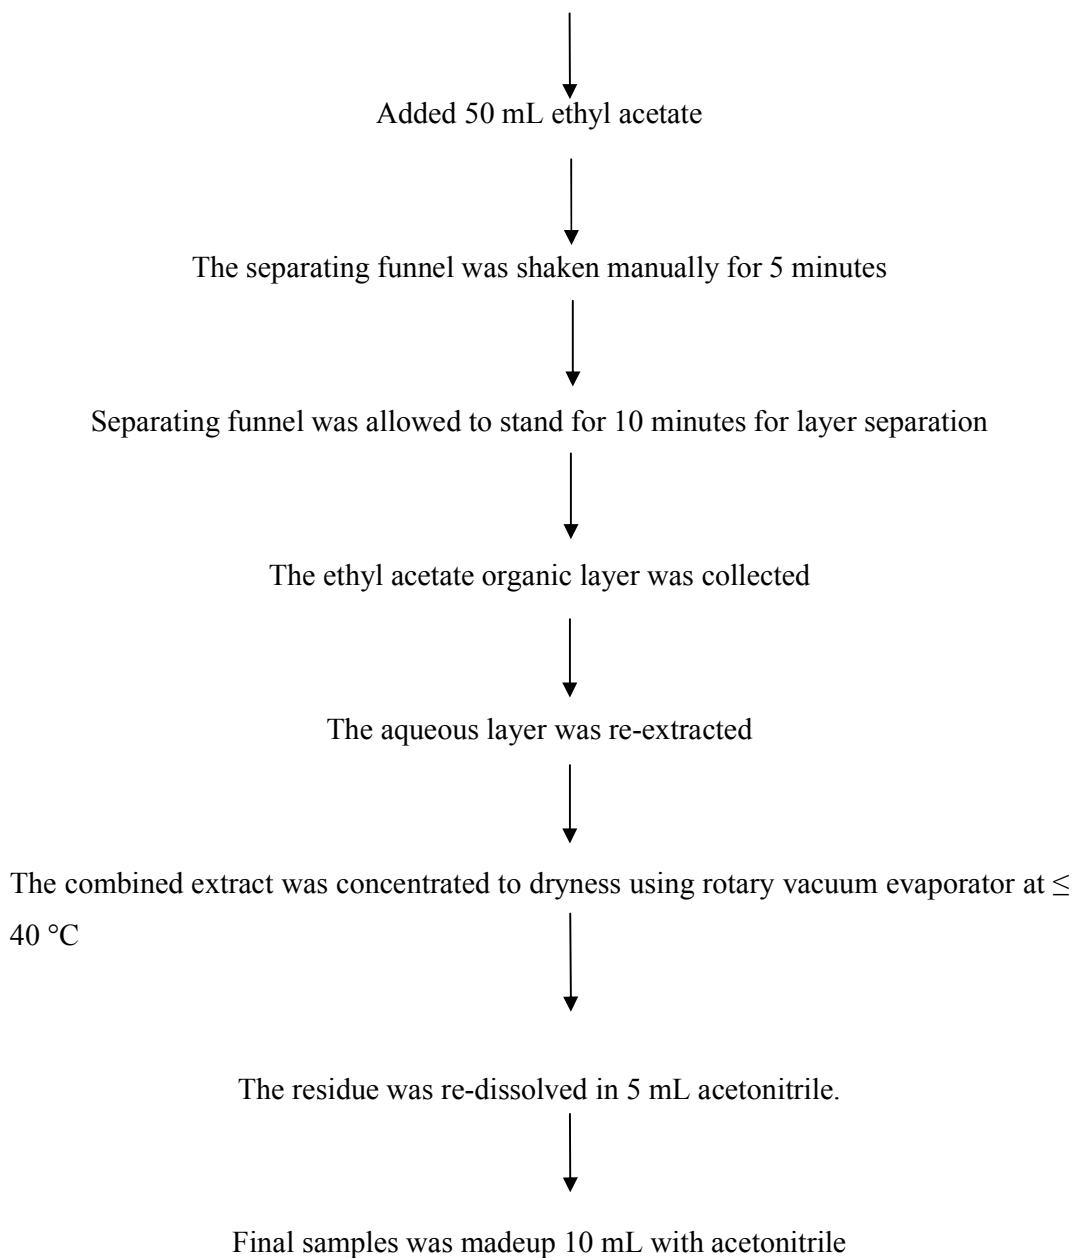 Added 50 mL ethyl acetate
The separating funnel was shaken manually for 5 minutes
Separating funnel was allowed to stand for 10 minutes for layer separation
The ethyl acetate organic layer was collected
The aqueous layer was re-extracted
The combined extract was concentrated to dryness using rotary vacuum evaporator at ≤
40 °C
The residue was re-dissolved in 5 mL acetonitrile.
Final samples was madeup 10 mL with acetonitrile